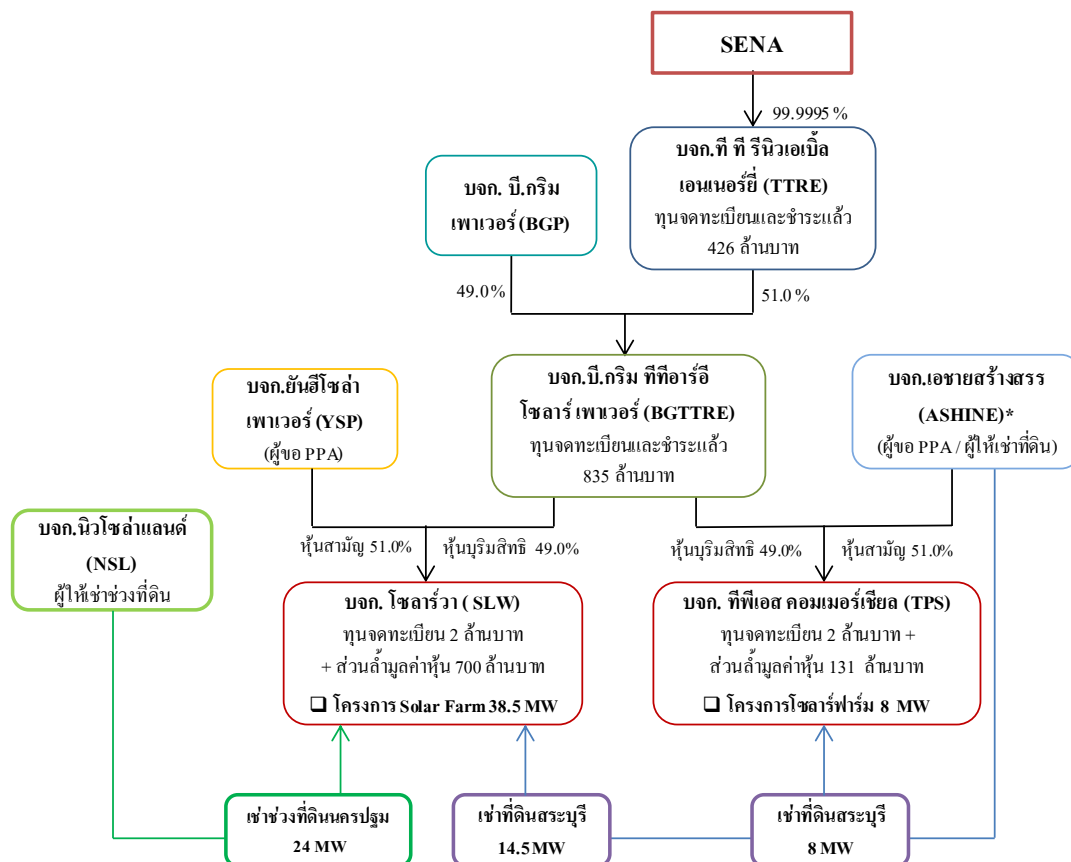 SENA
99.9995 %
บจก.ที ที รีนิวเอเบิ้ล
เอนเนอร์ยี่ (TTRE)
ทุนจดทะเบียนและชำระแล้ว
426 ล้านบาท
บจก. บี.กริม
เพาเวอร์ (BGP)
49.0%
51.0 %
บจก.ยันฮีโซล่า
เพาเวอร์ (YSP)
(ผู้ขอ PPA)
บจก.บี.กริม ทีทีอาร์อี
โซลาร์ เพาเวอร์ (BGTTRE)
ทุนจดทะเบียนและชำระแล้ว
835 ล้านบาท
บจก.เอชายสร้างสรร
(ASHINE)*
(ผู้ขอ PPA / ผู้ให้เช่าที่ดิน)
บจก.นิวโซล่าแลนด์
(NSL)
ผู้ให้เช่าช่วงที่ดิน
หุ้นสามัญ 51.0%
หุ้นบุริมสิทธิ 49.0%
หุ้นบุริมสิทธิ 49.0%
หุ้นสามัญ 51.0%
บจก. โซลาร์วา ( SLW)
ทุนจดทะเบียน 2 ล้านบาท
+ ส่วนล้ำมูลค่าหุ้น 700 ล้านบาท
❑ โครงการ Solar Farm 38.5 MW
บจก. ทีพีเอส คอมเมอร์เชียล (TPS)
ทุนจดทะเบียน 2 ล้านบาท +
ส่วนล้ำมูลค่าหุ้น 131 ล้านบาท
❑ โครงการโซลาร์ฟาร์ม 8 MW
เช่าช่วงที่ดินนครปฐม
24 MW
เช่าที่ดินสระบุรี
14.5 MW
เช่าที่ดินสระบุรี
8 MW